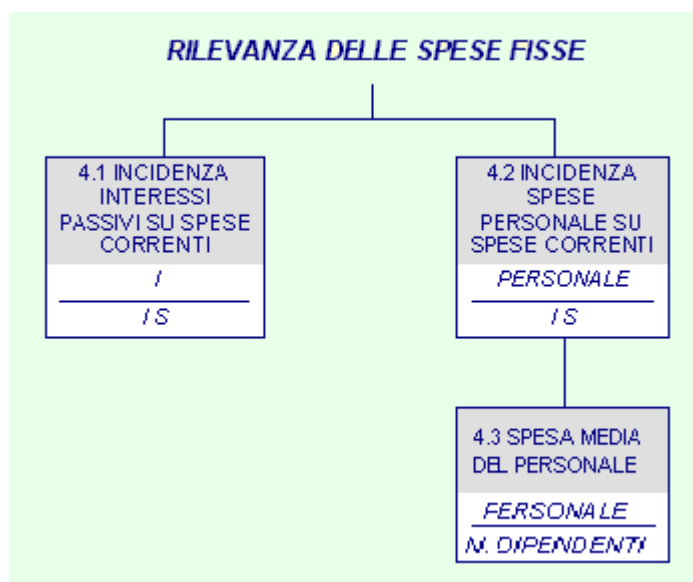 RILEVANZA DELLE SPESE FISSE
4.1 INCIDENZA
INTERESSI
PASSIVI SU SPESE
CORRENTI
I
I S
4.2 INCIDENZA
SPESE
PERSONALE SU
SPESE CORRENTI
PERSONALE
I S
4.3 SPESA MEDIA
DEL PERSONALE
PERSONALE
N. DIPENDENTI